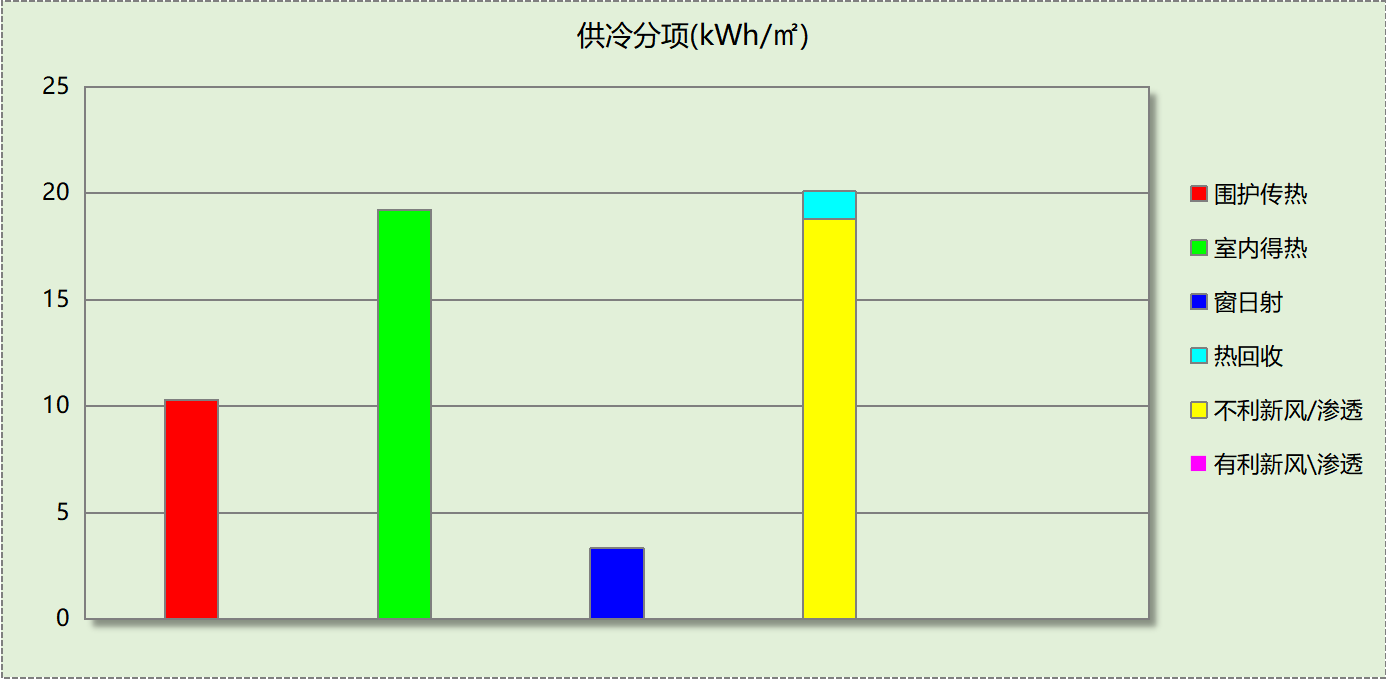 供冷分项(kWh/㎡)
25
20
15
10
5
0
围护传热
室内得热
窗日射
热回收
不利新风/渗透
有利新风\渗透